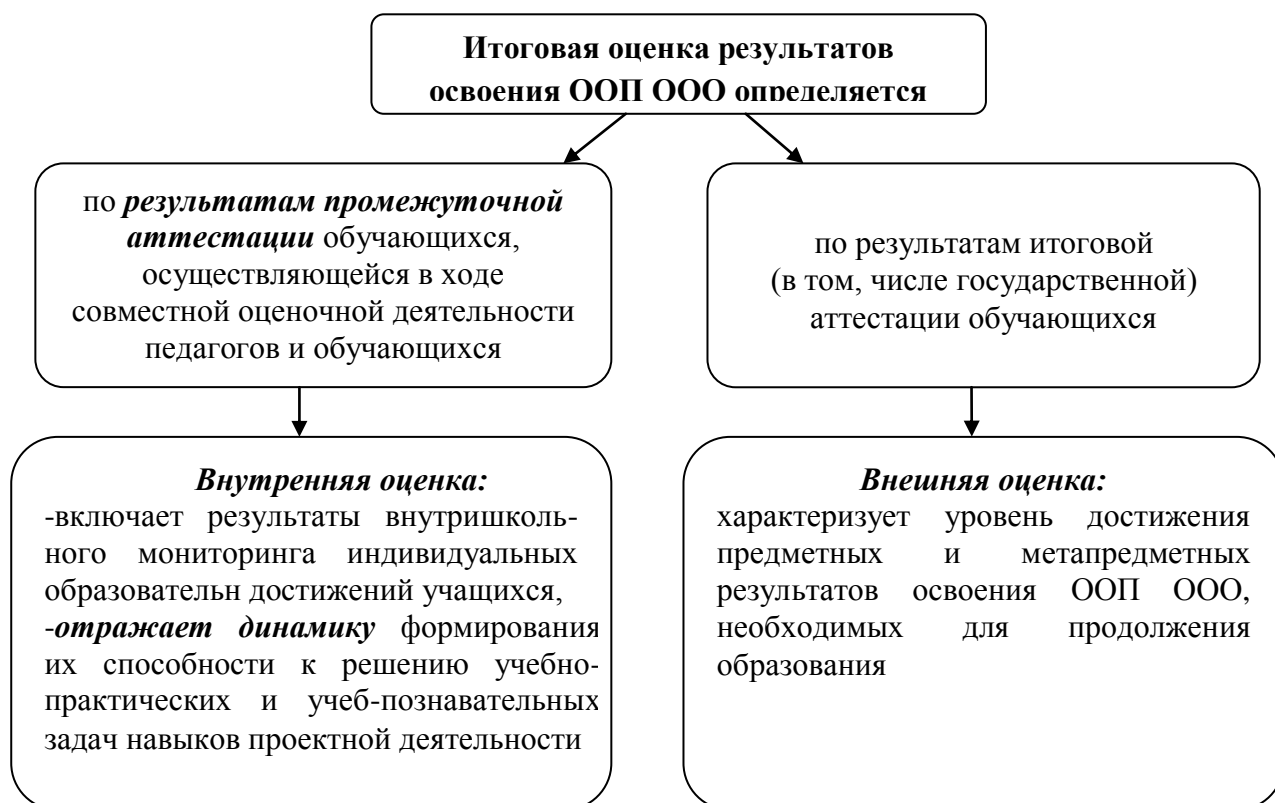 Итоговая оценка результатов
освоения ООП ООО определяется
по результатам промежуточной
аттестации обучающихся,
осуществляющейся в ходе
совместной оценочной деятельности
педагогов и обучающихся
по результатам итоговой
(в том, числе государственной)
аттестации обучающихся
Внутренняя оценка:
-включает результаты внутришколь-
ного мониторинга индивидуальных
образовательн достижений учащихся,
-отражает динамику формирования
их способности к решению учебно-
практических и учеб-познавательных
задач навыков проектной деятельности
Внешняя оценка:
характеризует уровень достижения
предметных и метапредметных
результатов освоения ООП ООО,
необходимых для продолжения
образования